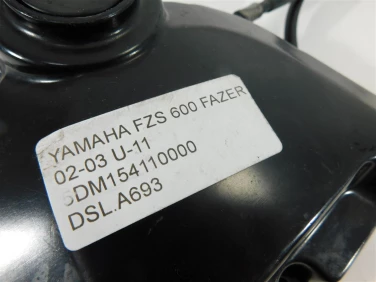 YAMAHA FZS 600 FAZER
02-03 U-11
5DM154110000
DSL.A693